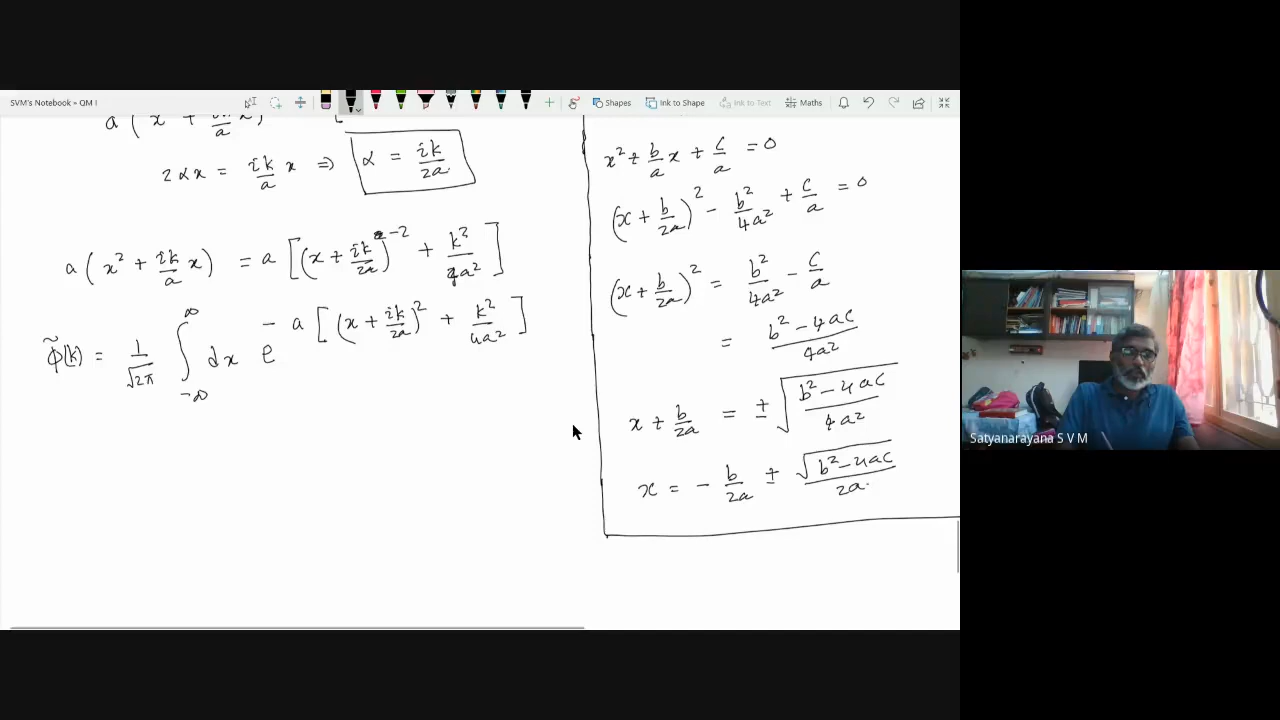 SVM's Notebook » QM I
Shapes
Ink to Shape
Ink to Text
Maths
2αx = ik/a x ⇒ α = ik/2a
a(x² + ik/a x) = a[(x + ik/2a)² + k²/4a²]
φ̃(k) = 1/√2π ∫_{-∞}^{∞} dx e^{-a[(x + ik/2a)² + k²/4a²]}
x² + b/a x + c/a = 0
(x + b/2a)² - b²/4a² + c/a = 0
(x + b/2a)² = b²/4a² - c/a
= b² - 4ac/4a²
x + b/2a = ± √(b² - 4ac/4a²)
x = - b/2a ± √(b² - 4ac)/2a.
Satyanarayana S V M